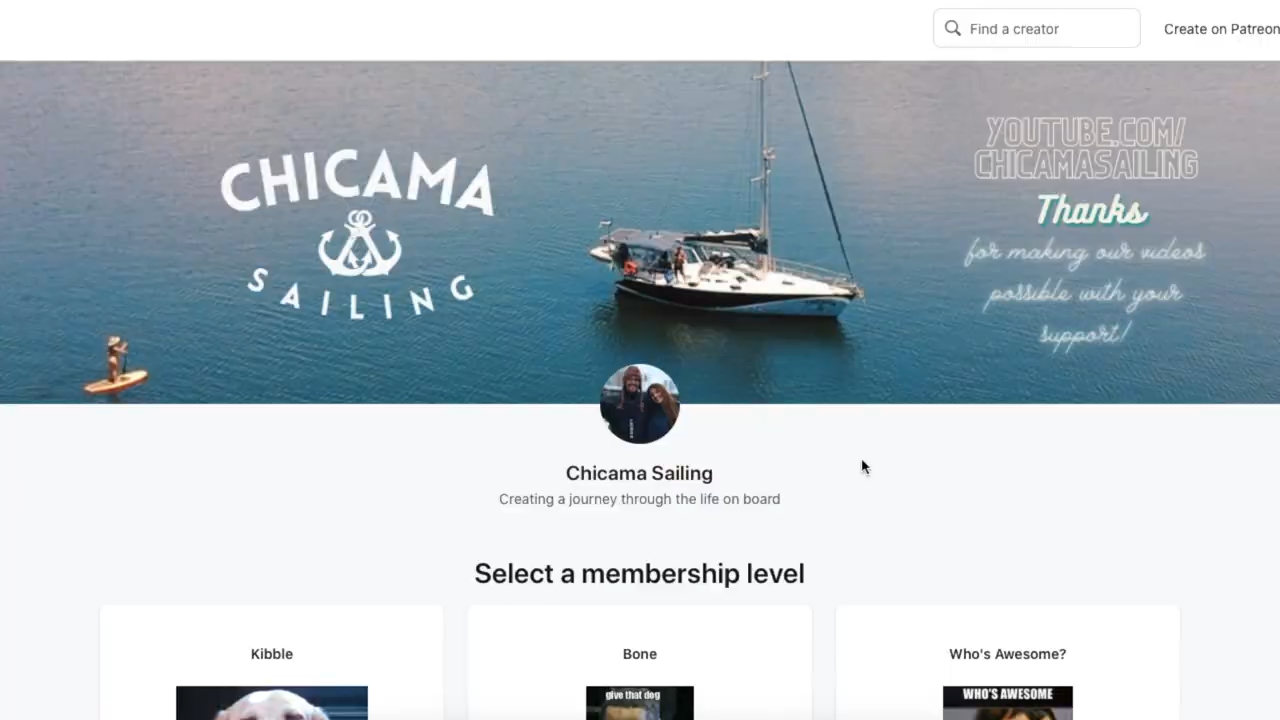 Find a creator
Create on Patreon
CHICAMA
SAILING
YOUTUBE.COM/
CHICAMASAILING
Thanks
for making our videos
possible with your
support!
Chicama Sailing
Creating a journey through the life on board
Select a membership level
Kibble
Bone
Who's Awesome?
give that dog
WHO'S AWESOME